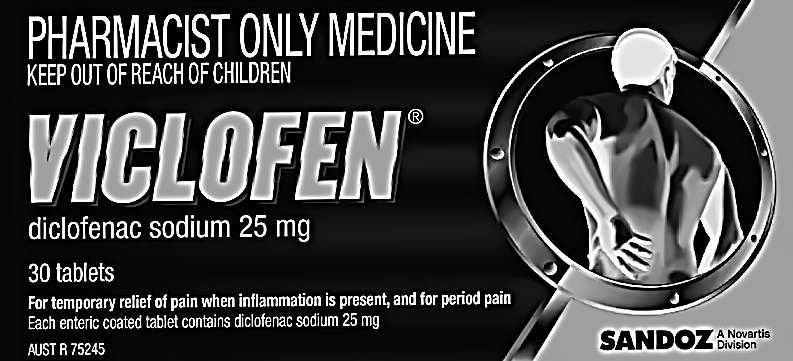 PHARMACIST ONLY MEDICINE
KEEP OUT OF REACH OF CHILDREN
VICLOFEN®
diclofenac sodium 25 mg
30 tablets
For temporary relief of pain when inflammation is present, and for period pain
Each enteric coated tablet contains diclofenac sodium 25 mg
AUST R 75245
SANDOZ A Novartis
Division